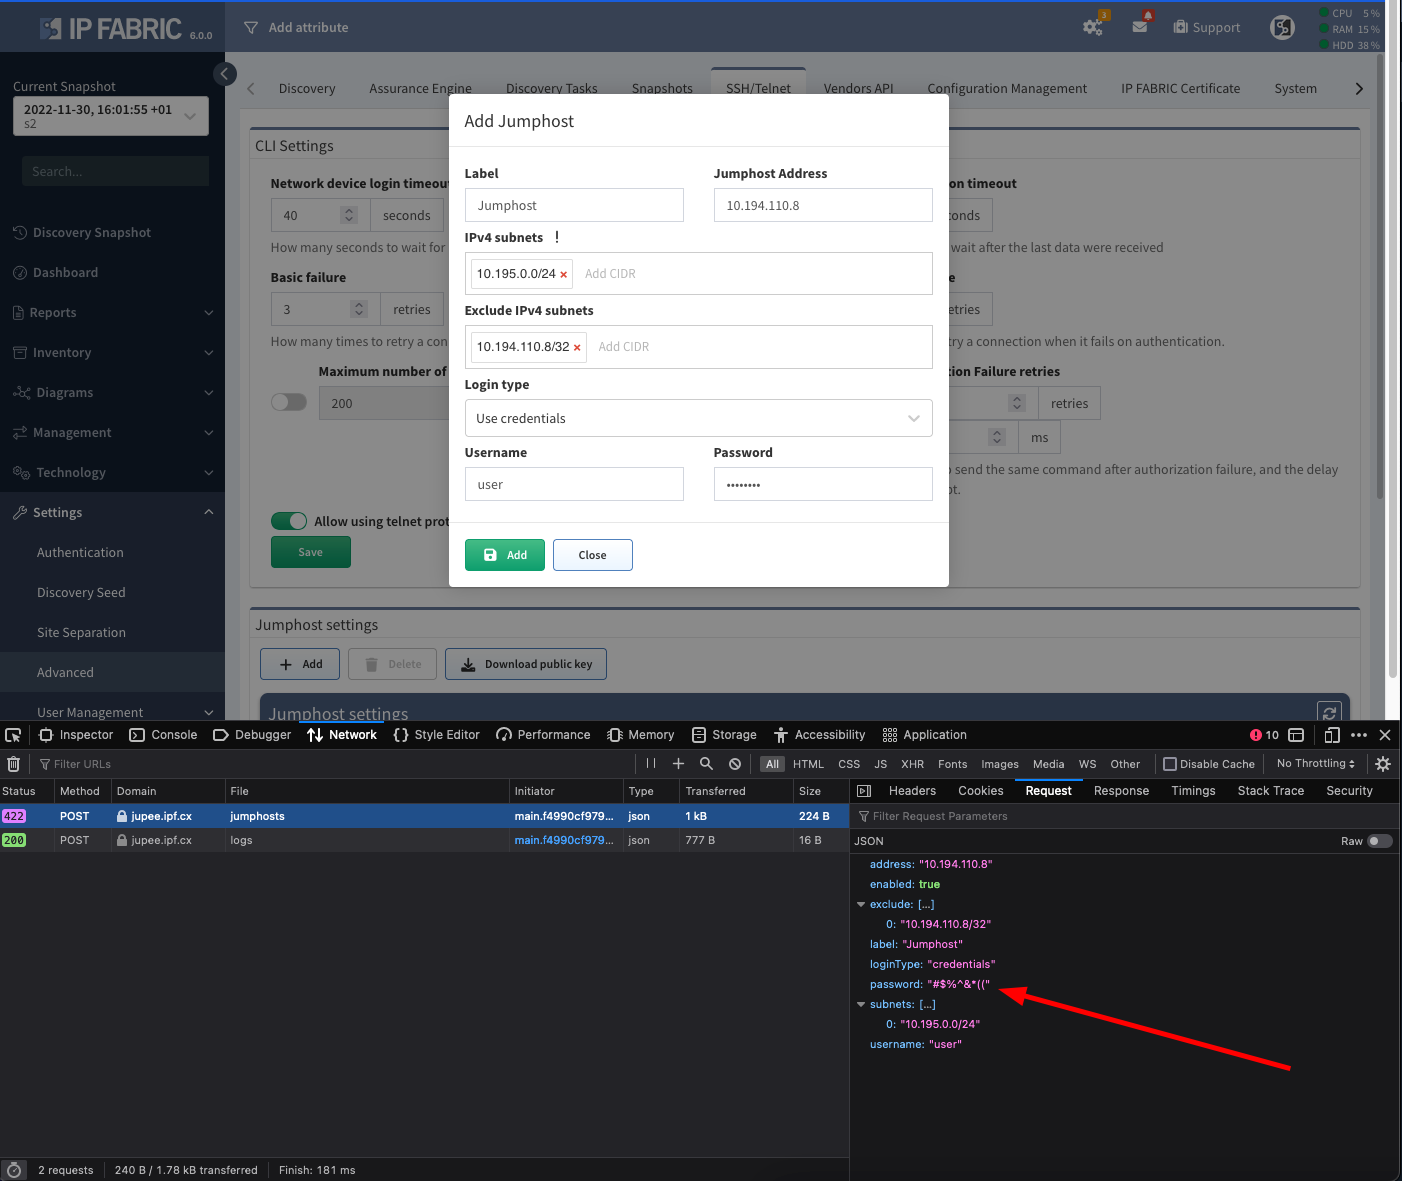 IP FABRIC 6.0.0
Add attribute
3
Support
CPU 5 %
RAM 15 %
HDD 38 %
Current Snapshot
2022-11-30, 16:01:55 +01
s2
Search...
Discovery Snapshot
Dashboard
Reports
Inventory
Diagrams
Management
Technology
Settings
Authentication
Discovery Seed
Site Separation
Advanced
User Management
Discovery
Assurance Engine
Discovery Tasks
Snapshots
SSH/Telnet
Vendors API
Configuration Management
IP FABRIC Certificate
System
CLI Settings
Network device login timeout
40 seconds
How many seconds to wait for
Basic failure
3 retries
How many times to retry a con
Maximum number of
200
Allow using telnet prot
Save
on timeout
onds
wait after the last data were received
e
etries
try a connection when it fails on authentication.
ion Failure retries
retries
ms
o send the same command after authorization failure, and the delay
pt.
Add Jumphost
Label
Jumphost Address
Jumphost
10.194.110.8
IPv4 subnets !
10.195.0.0/24 × Add CIDR
Exclude IPv4 subnets
10.194.110.8/32 × Add CIDR
Login type
Use credentials
Username
Password
user
••••••••
Add
Close
Jumphost settings
Add
Delete
Download public key
Jumphost settings
Inspector Console Debugger Network Style Editor Performance Memory Storage Accessibility Application 10
Filter URLs
All HTML CSS JS XHR Fonts Images Media WS Other Disable Cache No Throttling
Status Method Domain File Initiator Type Transferred Size
422 POST jupee.ipf.cx jumphosts main.f4990cf979... json 1 kB 224 B
200 POST jupee.ipf.cx logs main.f4990cf979... json 777 B 16 B
Headers Cookies Request Response Timings Stack Trace Security
Filter Request Parameters
JSON Raw
address: "10.194.110.8"
enabled: true
exclude: [...]
0: "10.194.110.8/32"
label: "Jumphost"
loginType: "credentials"
password: "#$%^&*(("
subnets: [...]
0: "10.195.0.0/24"
username: "user"
2 requests 240 B / 1.78 kB transferred Finish: 181 ms